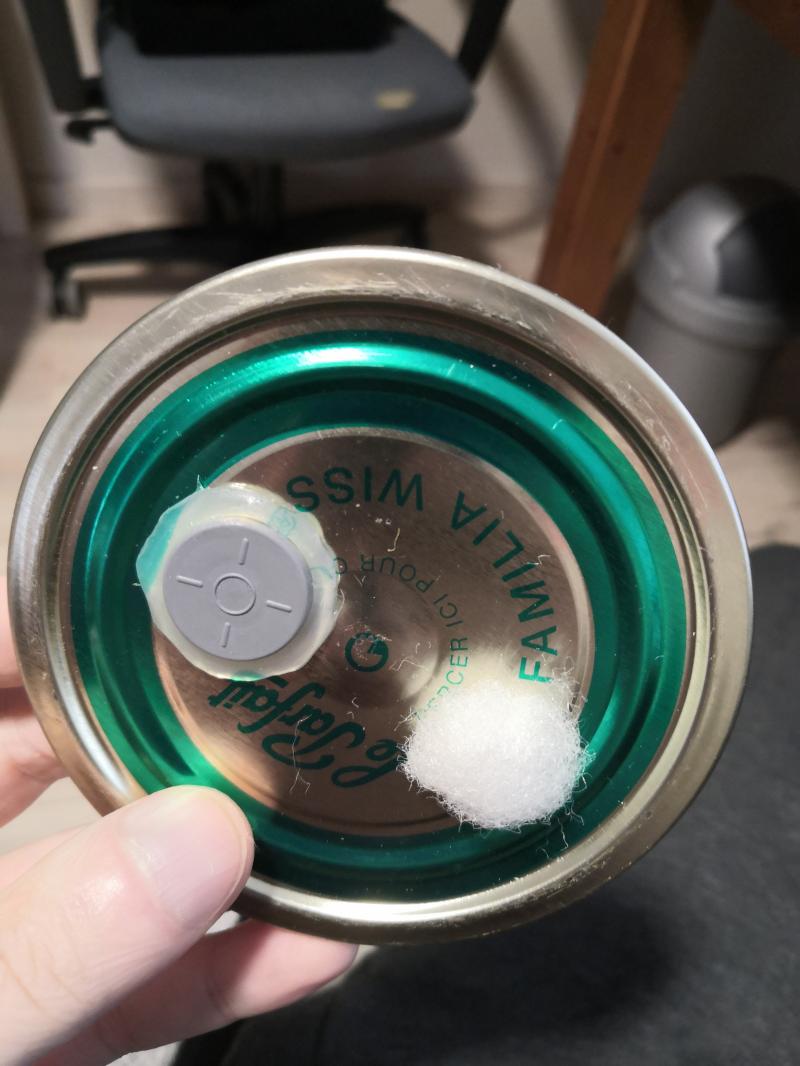 FAMILIA WISS
PERCER ICI POUR
Le Parfait